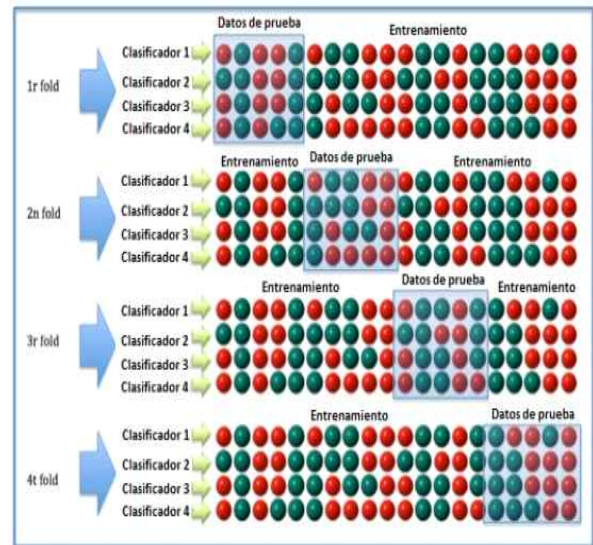 Datos de prueba
Entrenamiento
1r fold
Clasificador 1
Clasificador 2
Clasificador 3
Clasificador 4
Entrenamiento
Datos de prueba
Entrenamiento
2n fold
Clasificador 1
Clasificador 2
Clasificador 3
Clasificador 4
Entrenamiento
Datos de prueba
Entrenamiento
3r fold
Clasificador 1
Clasificador 2
Clasificador 3
Clasificador 4
Entrenamiento
Datos de prueba
4t fold
Clasificador 1
Clasificador 2
Clasificador 3
Clasificador 4